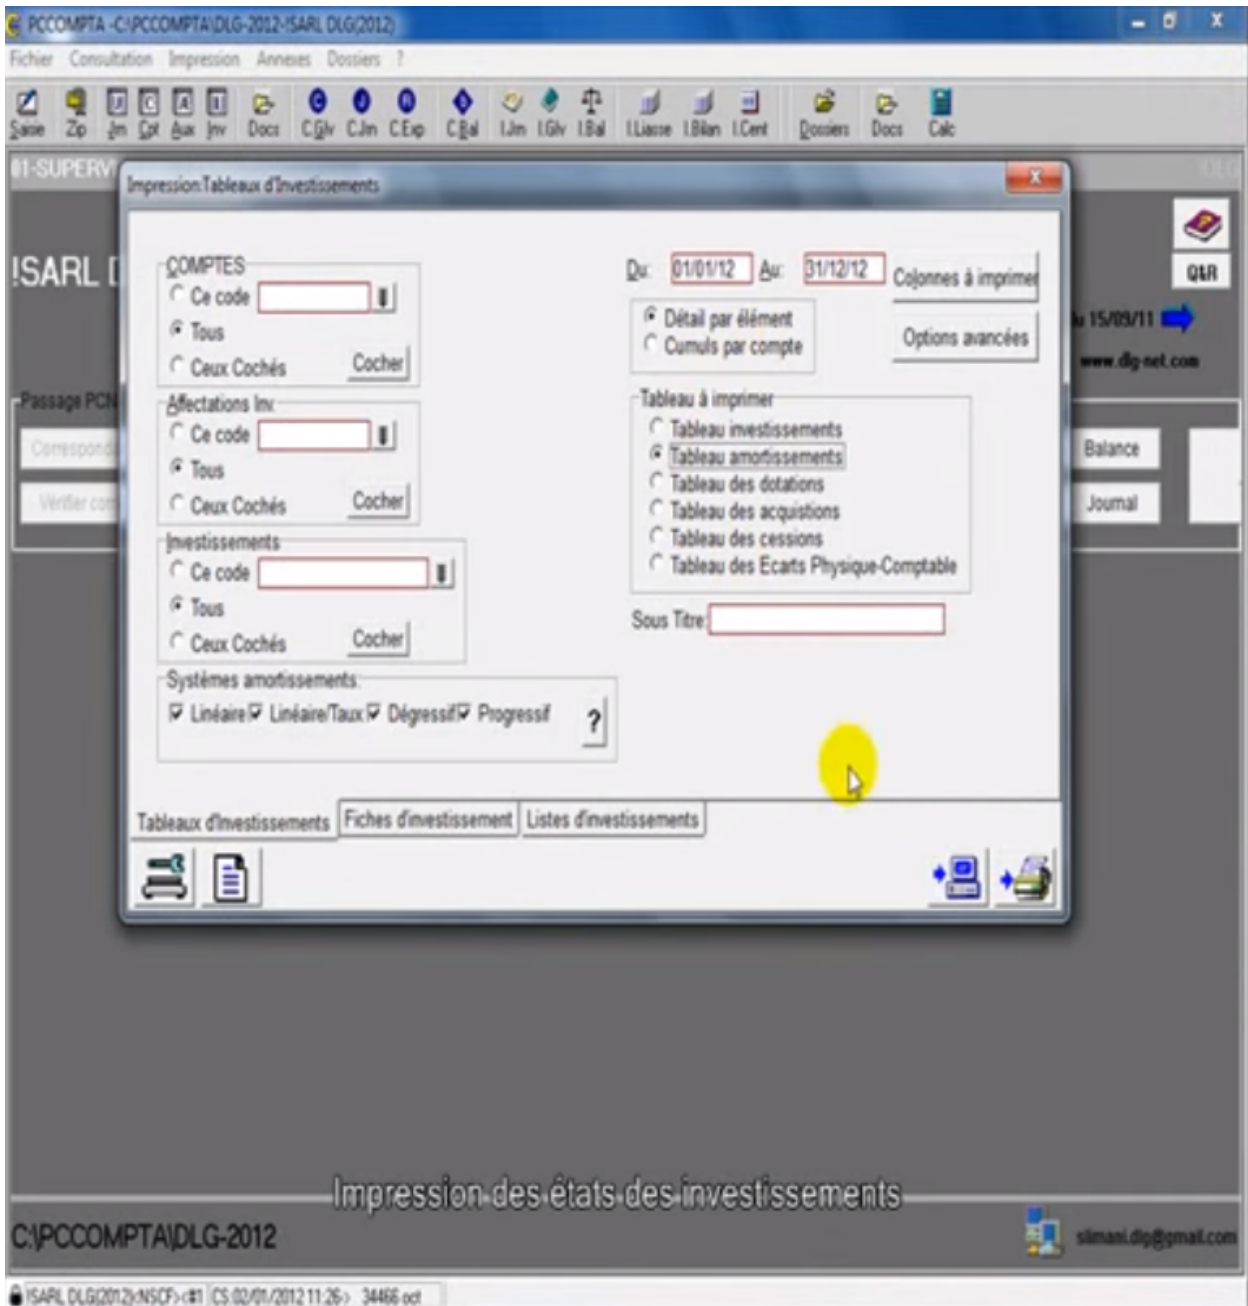 PCCOMPTA -C:\PCCOMPTA\DLG-2012-!SARL DLG(2012)
Fichier Consultation Impression Annexes Dossiers ?
Saisie Zip Jrn Cpt Aux Inv Docs C.Glv C.Jrn C.Exp C.Bal I.Jrn I.Glv I.Bal I.Liasse I.Bilan I.Cent Dossiers Docs Calc
01-SUPERV
Impression:Tableaux d'Investissements
!SARL D
COMPTES
Ce code
Tous
Ceux Cochés Cocher
Affectations Inv.
Ce code
Tous
Ceux Cochés Cocher
Investissements
Ce code
Tous
Ceux Cochés Cocher
Systèmes amortissements:
Linéaire Linéaire/Taux Dégressif Progressif ?
Du: 01/01/12 Au: 31/12/12 Colonnes à imprimer
Détail par élément
Cumuls par compte
Options avancées
Tableau à imprimer
Tableau investissements
Tableau amortissements
Tableau des dotations
Tableau des acquistions
Tableau des cessions
Tableau des Ecarts Physique-Comptable
Sous Titre:
Tableaux d'Investissements Fiches d'investissement Listes d'investissements
Q&R
du 15/09/11
www.dlg-net.com
Passage PCN
Corresponda
Vérifier com
Balance
Journal
Impression des états des investissements
C:\PCCOMPTA\DLG-2012
slimani.dlg@gmail.com
!SARL DLG(2012):NSCF><#1 CS:02/01/2012 11:26-> 34466 oct